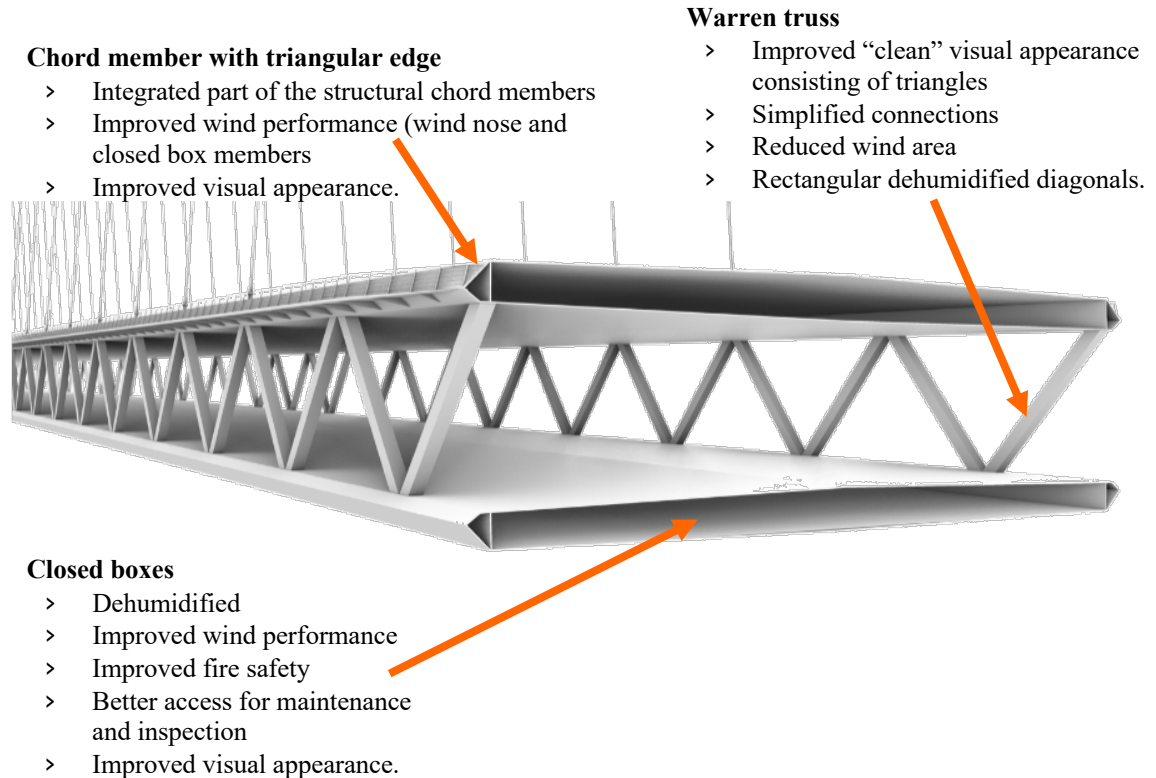 Warren truss
> Improved “clean” visual appearance
consisting of triangles
> Simplified connections
> Reduced wind area
> Rectangular dehumidified diagonals.
Chord member with triangular edge
> Integrated part of the structural chord members
> Improved wind performance (wind nose and
closed box members
> Improved visual appearance.
Closed boxes
> Dehumidified
> Improved wind performance
> Improved fire safety
> Better access for maintenance
and inspection
> Improved visual appearance.